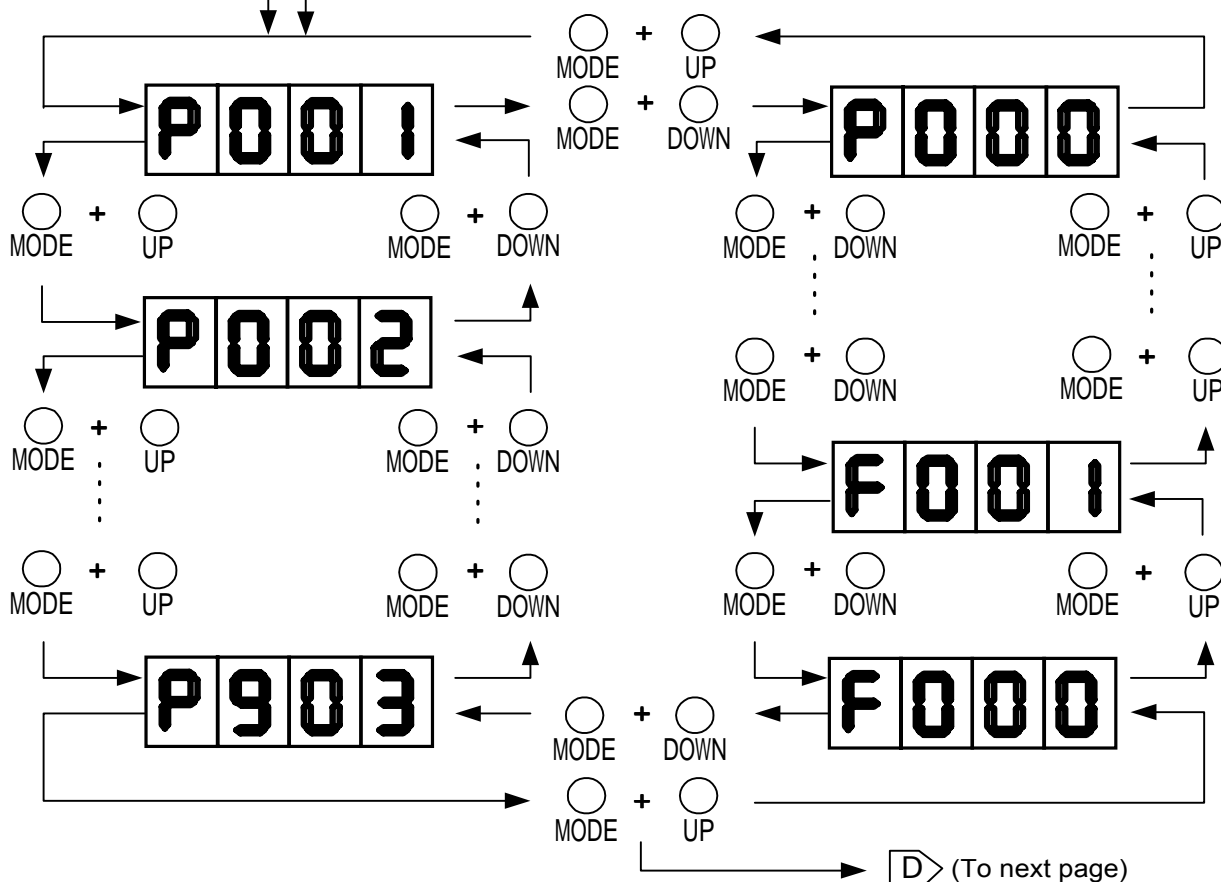 MODE + UP
P001 MODE + DOWN P000
MODE + UP MODE + DOWN MODE + DOWN MODE + UP
P002
MODE + DOWN MODE + UP
MODE + UP MODE + DOWN
F001
MODE + UP MODE + DOWN MODE + DOWN MODE + UP
P903 MODE + DOWN F000
MODE + UP
D (To next page)